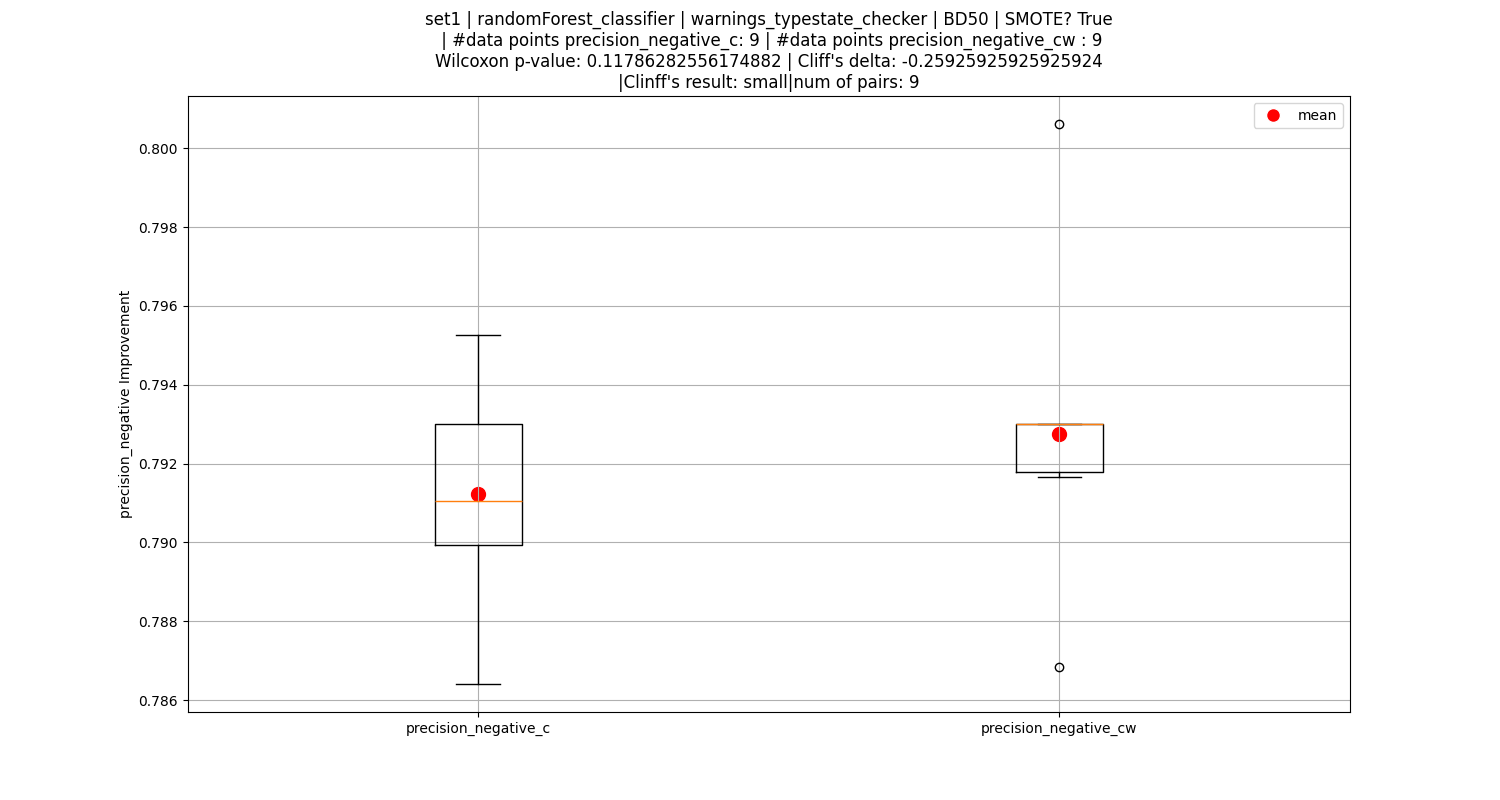 set1 | randomForest_classifier | warnings_typestate_checker | BD50 | SMOTE? True
| #data points precision_negative_c: 9 | #data points precision_negative_cw : 9
Wilcoxon p-value: 0.11786282556174882 | Cliff's delta: -0.25925925925925924
|Clinff's result: small|num of pairs: 9
mean
0.800
0.798
0.796
0.794
0.792
0.790
0.788
0.786
precision_negative Improvement
precision_negative_c
precision_negative_cw